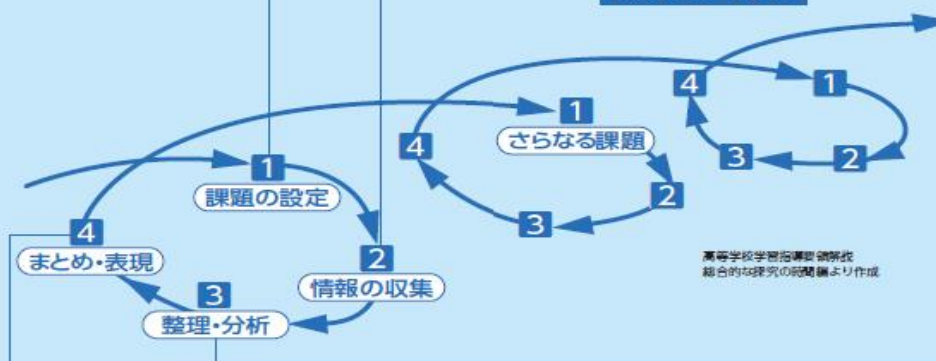 1
課題の設定
2
情報の収集
3
整理・分析
4
まとめ・表現
1
さらなる課題
2
3
4
1
2
3
4
高等学校学習指導要領解説
総合的な探究の時間編より作成